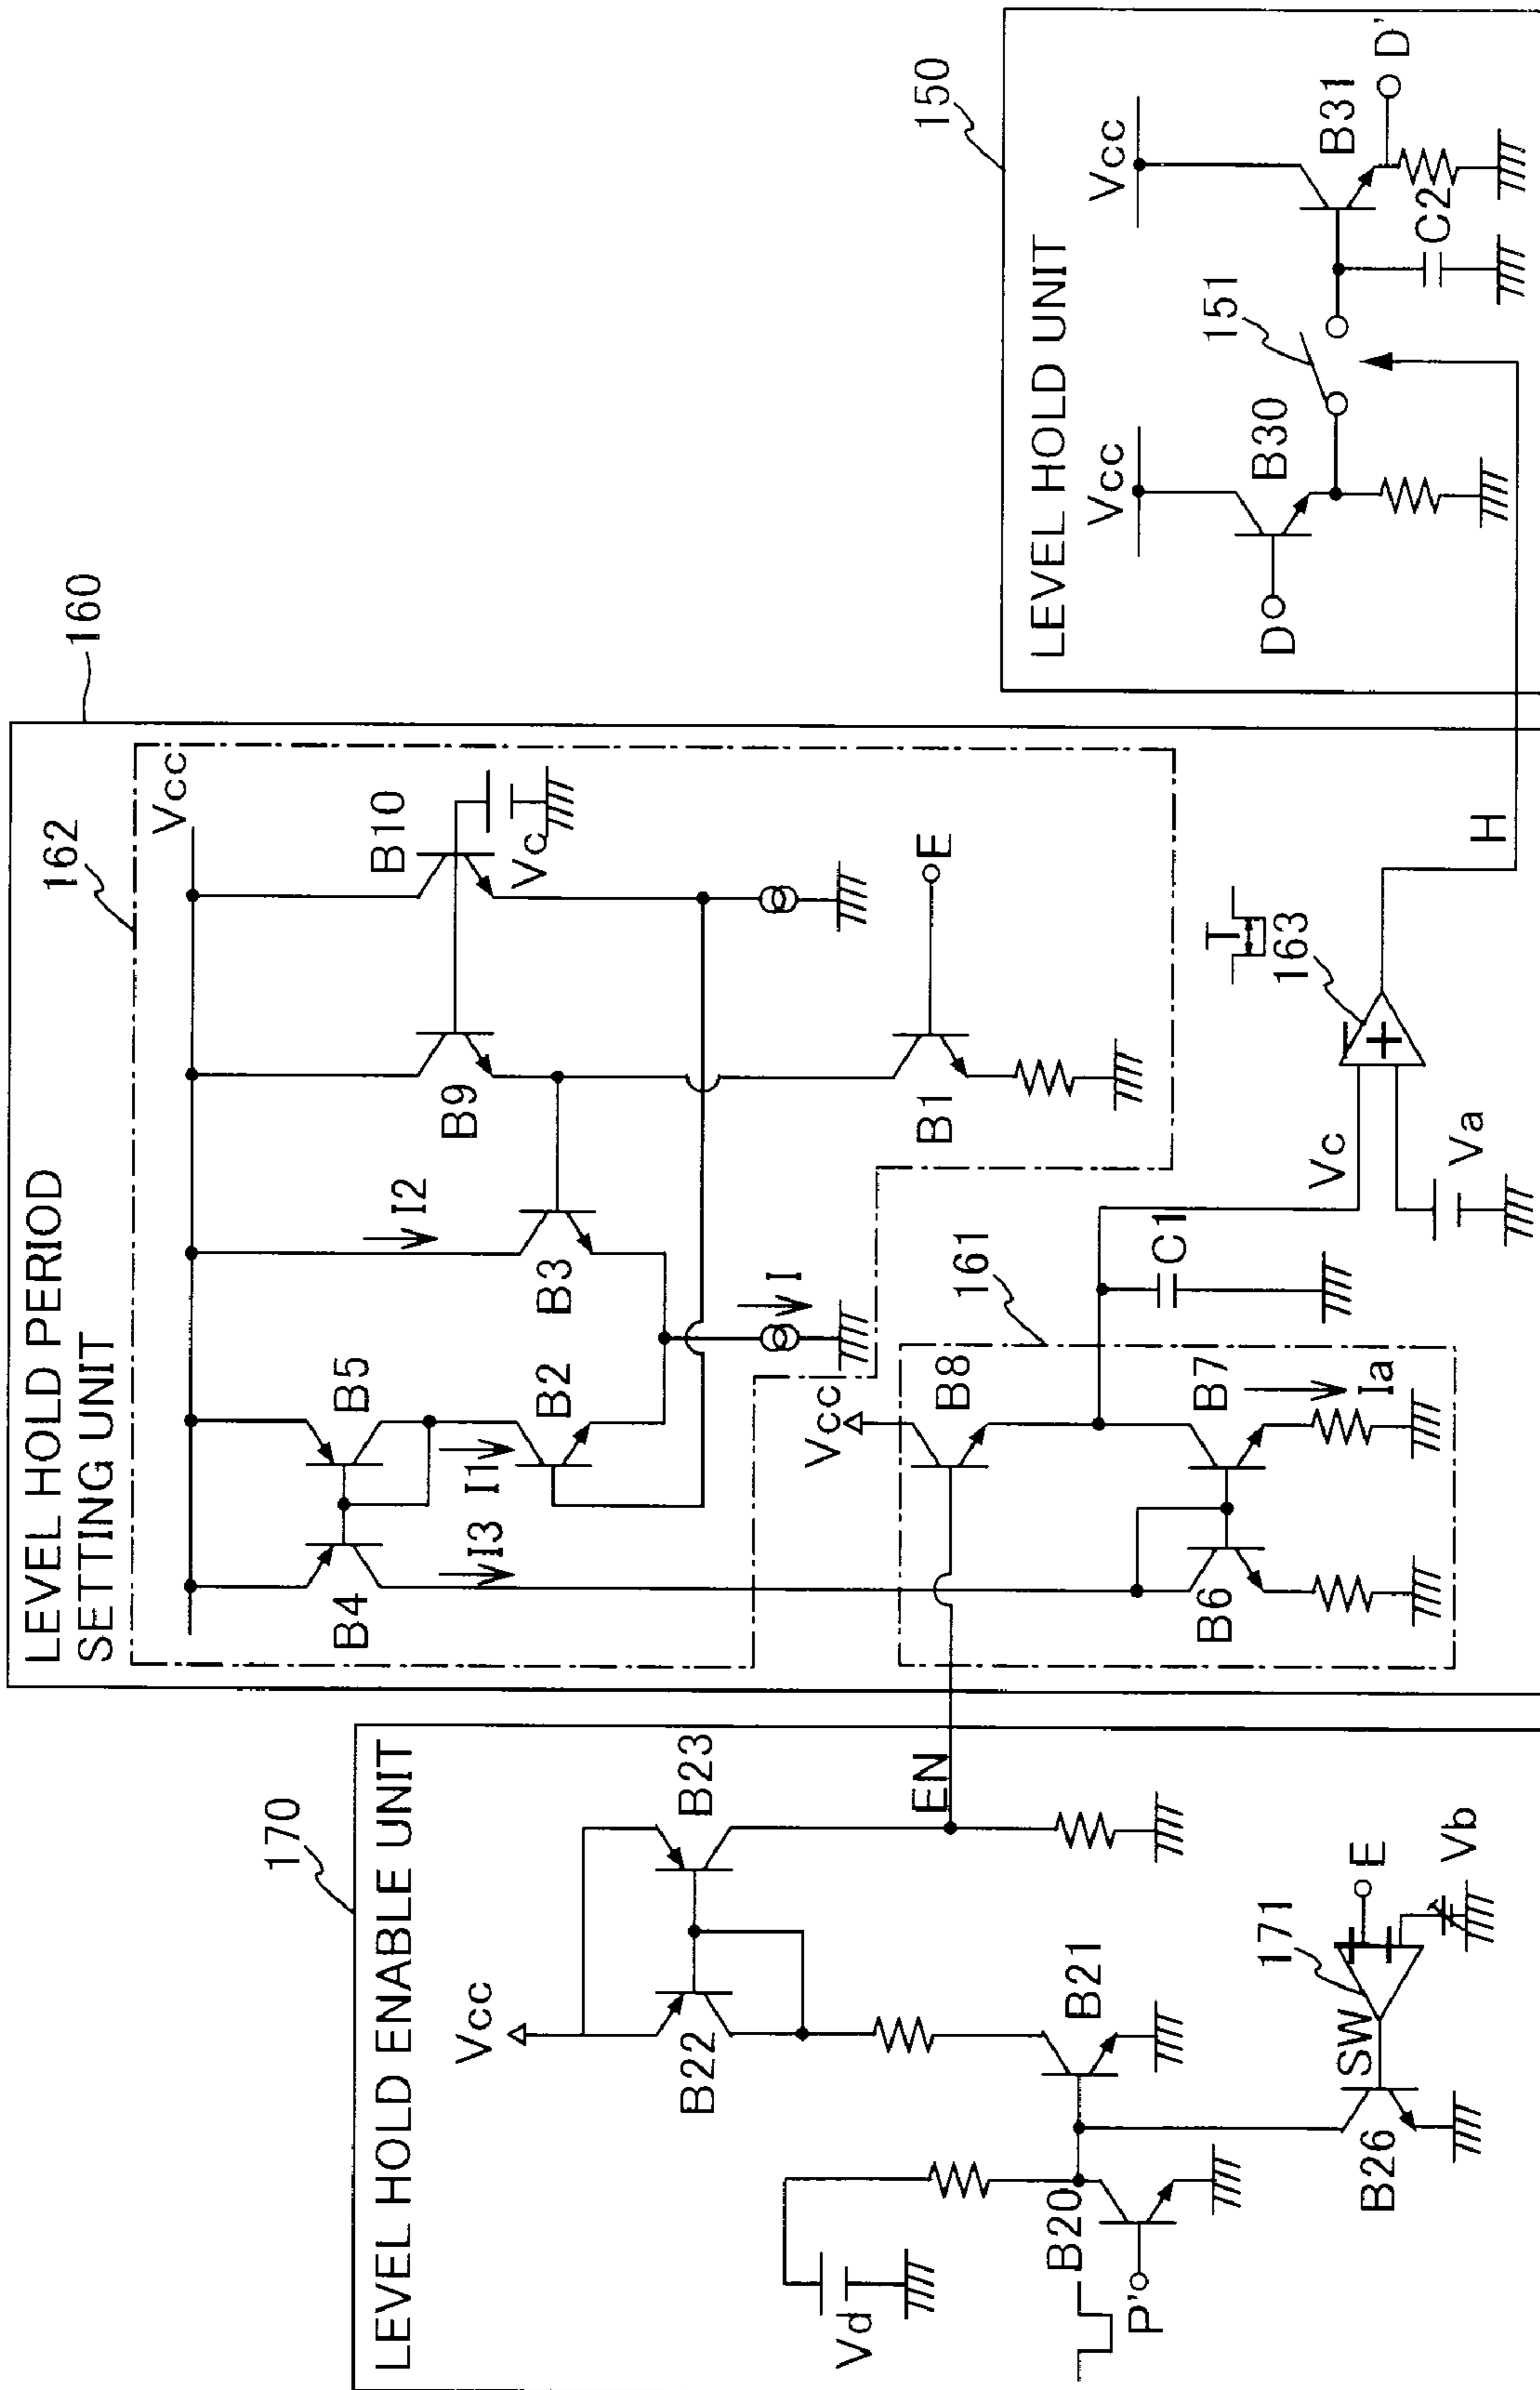 170
LEVEL HOLD ENABLE UNIT
Vcc
B22
B23
B21
Vd
B20
P'
EN
SW
171
E
Vb
B26
160
LEVEL HOLD PERIOD
SETTING UNIT
162
Vcc
B4
B5
I3
I1
B2
I2
B3
I
B9
B10
Vc
B1
E
161
Vcc
B8
B6
B7
Ia
C1
Vc
Va
T
163
H
150
LEVEL HOLD UNIT
Vcc
B30
D
151
Vcc
B31
C2
D'